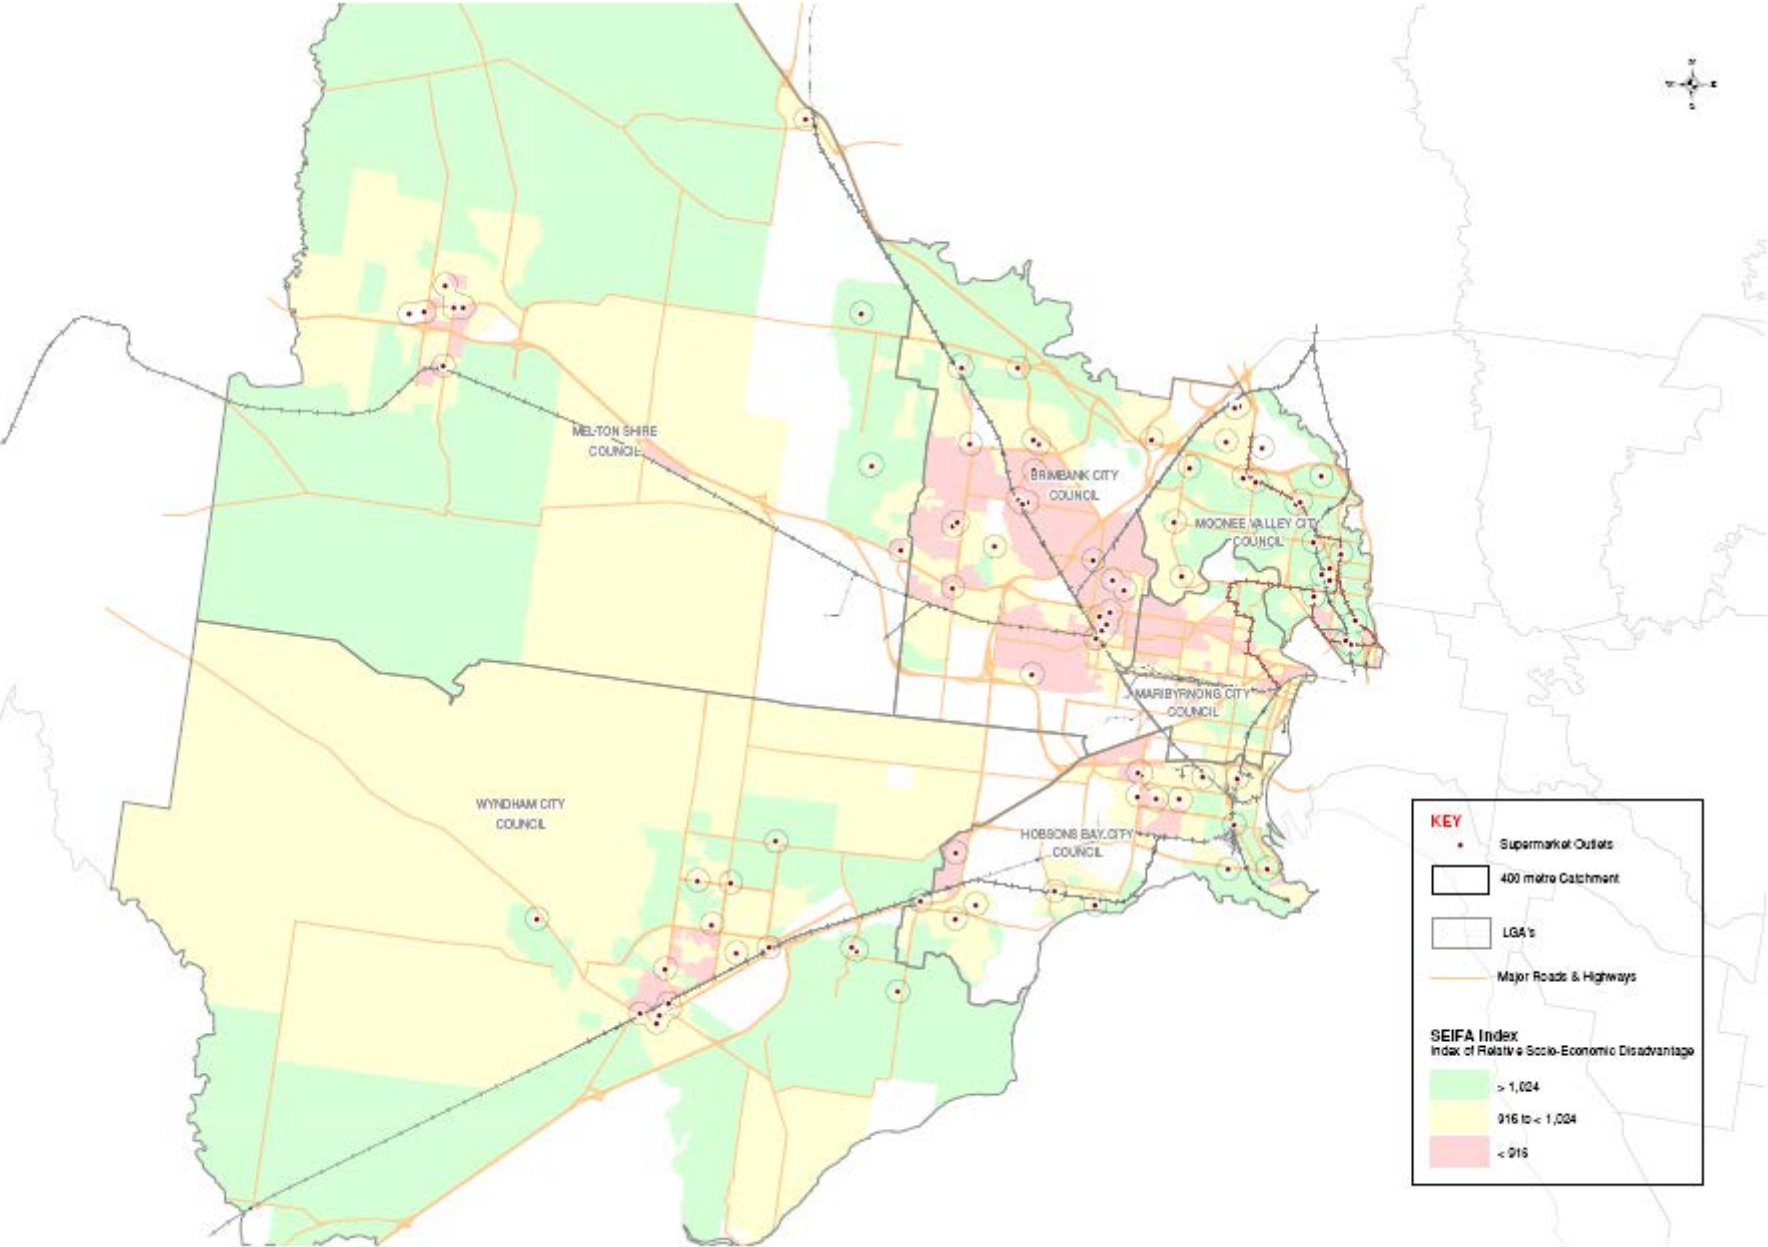 N
MELTON SHIRE
COUNCIL
BRIMBANK CITY
COUNCIL
MOONEE VALLEY CITY
COUNCIL
MARIBYRNONG CITY
COUNCIL
WYNDHAM CITY
COUNCIL
HOBSONS BAY CITY
COUNCIL
KEY
Supermarket Outlets
400 metre Catchment
LGA's
Major Roads & Highways
SEIFA Index
Index of Relative Socio-Economic Disadvantage
> 1,024
916 to < 1,024
< 916